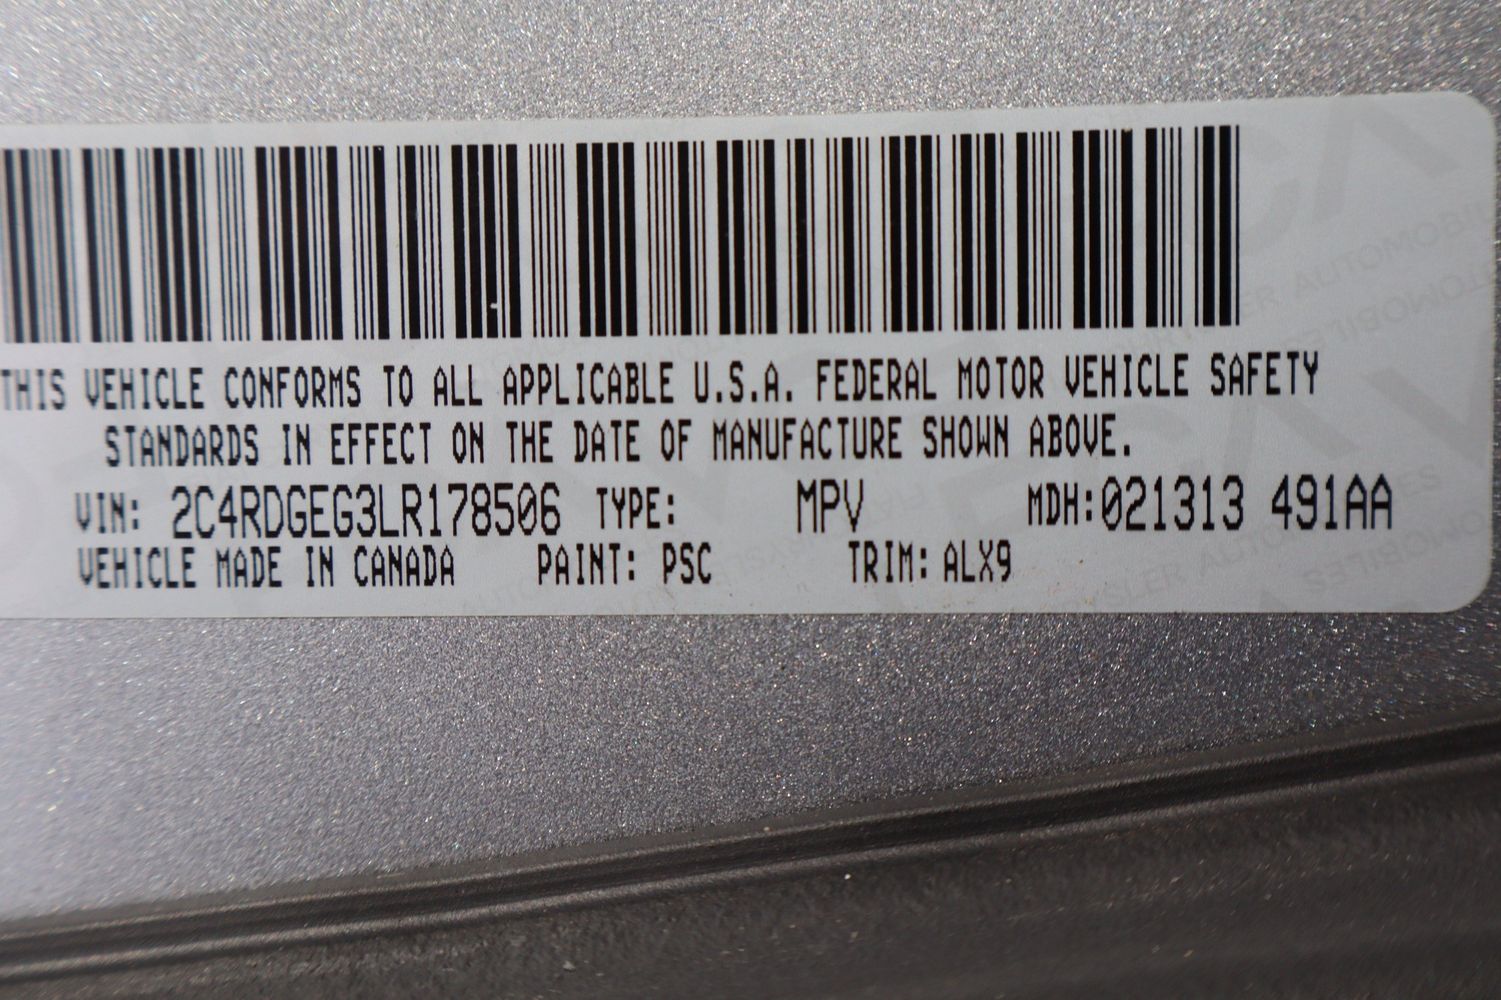 THIS VEHICLE CONFORMS TO ALL APPLICABLE U.S.A. FEDERAL MOTOR VEHICLE SAFETY
STANDARDS IN EFFECT ON THE DATE OF MANUFACTURE SHOWN ABOVE.
VIN: 2C4RDGEG3LR178506 TYPE: MPV MDH:021313 491AA
VEHICLE MADE IN CANADA PAINT: PSC TRIM: ALX9